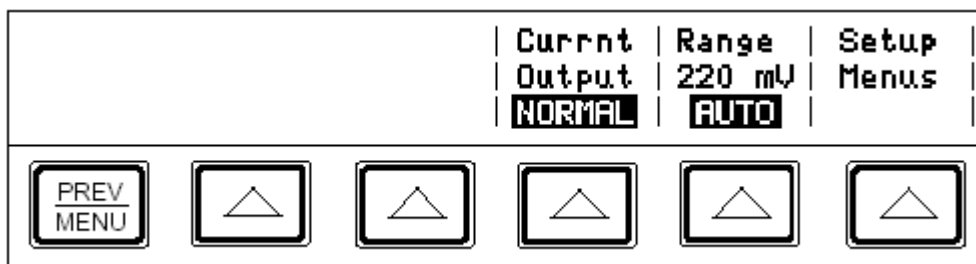 Currnt Range Setup
Output 220 mV Menus
NORMAL AUTO
PREV
MENU